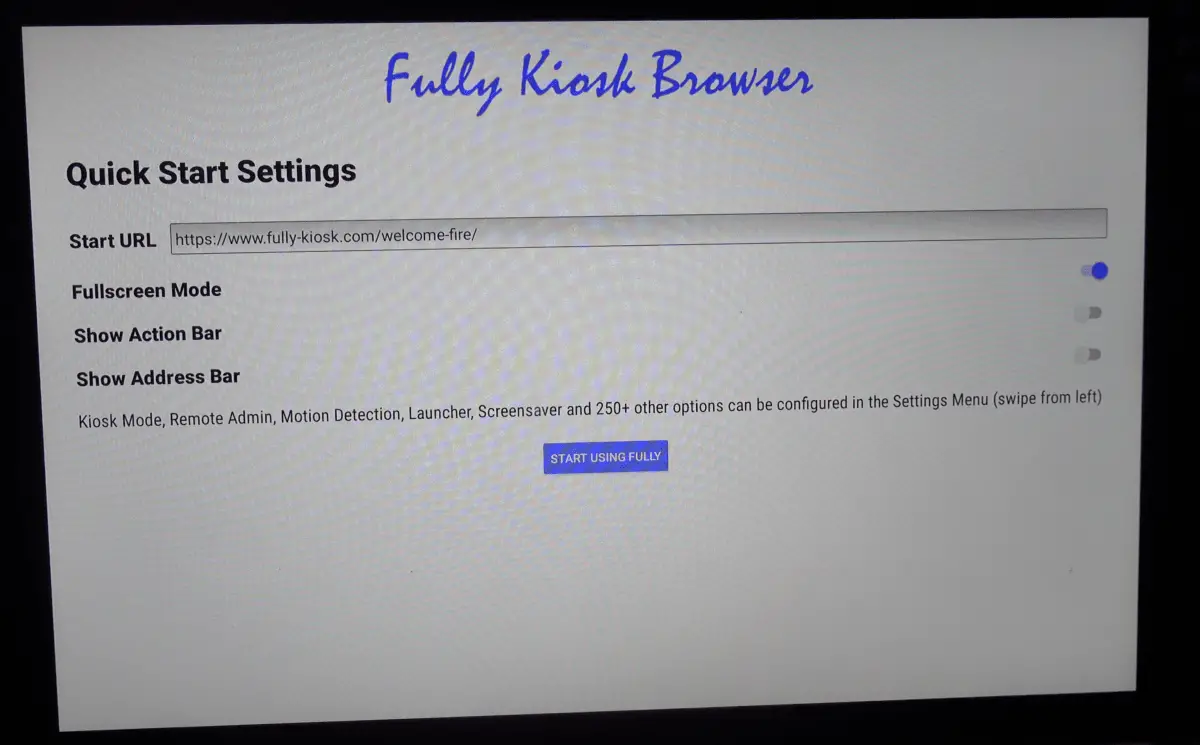 Fully Kiosk Browser
Quick Start Settings
Start URL https://www.fully-kiosk.com/welcome-fire/
Fullscreen Mode
Show Action Bar
Show Address Bar
Kiosk Mode, Remote Admin, Motion Detection, Launcher, Screensaver and 250+ other options can be configured in the Settings Menu (swipe from left)
START USING FULLY